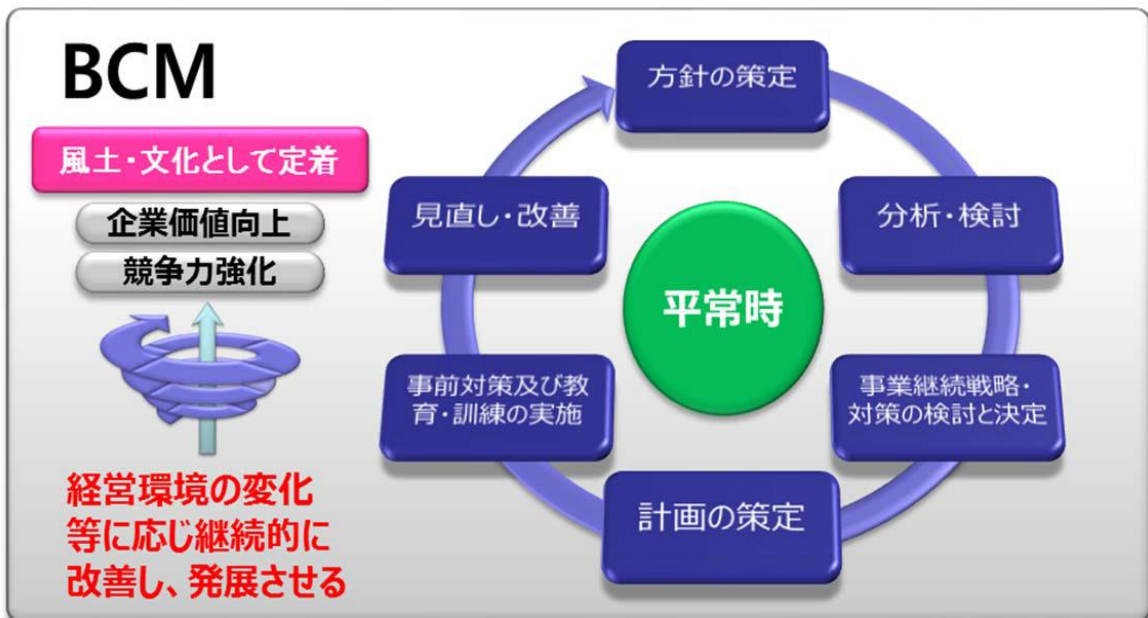 BCM
風土・文化として定着
企業価値向上
競争力強化
経営環境の変化
等に応じ継続的に
改善し、発展させる
方針の策定
分析・検討
事業継続戦略・
対策の検討と決定
計画の策定
事前対策及び教
育・訓練の実施
見直し・改善
平常時